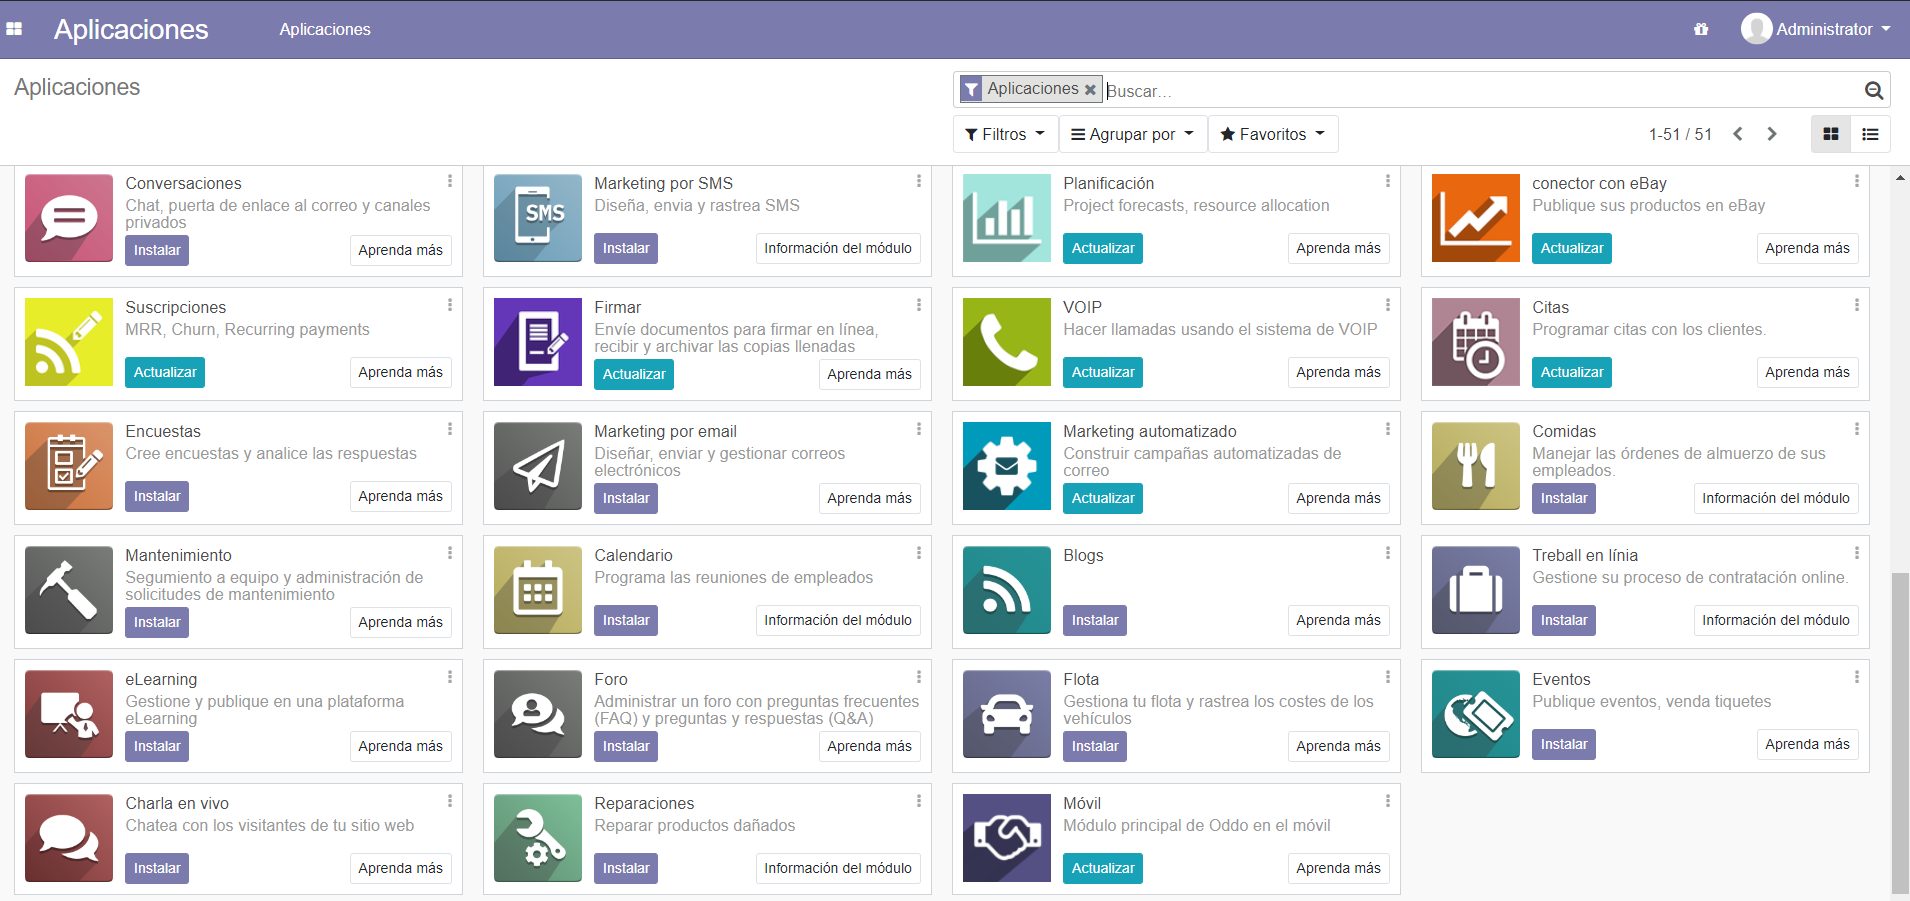 Aplicaciones
Aplicaciones
Administrator
Aplicaciones
Aplicaciones
Buscar...
Filtros
Agrupar por
Favoritos
1-51 / 51
Conversaciones
Chat, puerta de enlace al correo y canales
privados
Instalar
Aprenda más
SMS
Marketing por SMS
Diseña, envia y rastrea SMS
Instalar
Información del módulo
Planificación
Project forecasts, resource allocation
Actualizar
Aprenda más
conector con eBay
Publique sus productos en eBay
Actualizar
Aprenda más
Suscripciones
MRR, Churn, Recurring payments
Actualizar
Aprenda más
Firmar
Envíe documentos para firmar en línea,
recibir y archivar las copias llenadas
Actualizar
Aprenda más
VOIP
Hacer llamadas usando el sistema de VOIP
Actualizar
Aprenda más
Citas
Programar citas con los clientes.
Actualizar
Aprenda más
Encuestas
Cree encuestas y analice las respuestas
Instalar
Aprenda más
Marketing por email
Diseñar, enviar y gestionar correos
electrónicos
Instalar
Aprenda más
Marketing automatizado
Construir campañas automatizadas de
correo
Actualizar
Aprenda más
Comidas
Manejar las órdenes de almuerzo de sus
empleados.
Instalar
Información del módulo
Mantenimiento
Segumiento a equipo y administración de
solicitudes de mantenimiento
Instalar
Aprenda más
Calendario
Programa las reuniones de empleados
Instalar
Información del módulo
Blogs
Instalar
Aprenda más
Treball en línia
Gestione su proceso de contratación online.
Instalar
Información del módulo
eLearning
Gestione y publique en una plataforma
eLearning
Instalar
Aprenda más
Foro
Administrar un foro con preguntas frecuentes
(FAQ) y preguntas y respuestas (Q&A)
Instalar
Aprenda más
Flota
Gestiona tu flota y rastrea los costes de los
vehículos
Instalar
Aprenda más
Eventos
Publique eventos, venda tiquetes
Instalar
Aprenda más
Charla en vivo
Chatea con los visitantes de tu sitio web
Instalar
Aprenda más
Reparaciones
Reparar productos dañados
Instalar
Información del módulo
Móvil
Módulo principal de Oddo en el móvil
Actualizar
Aprenda más